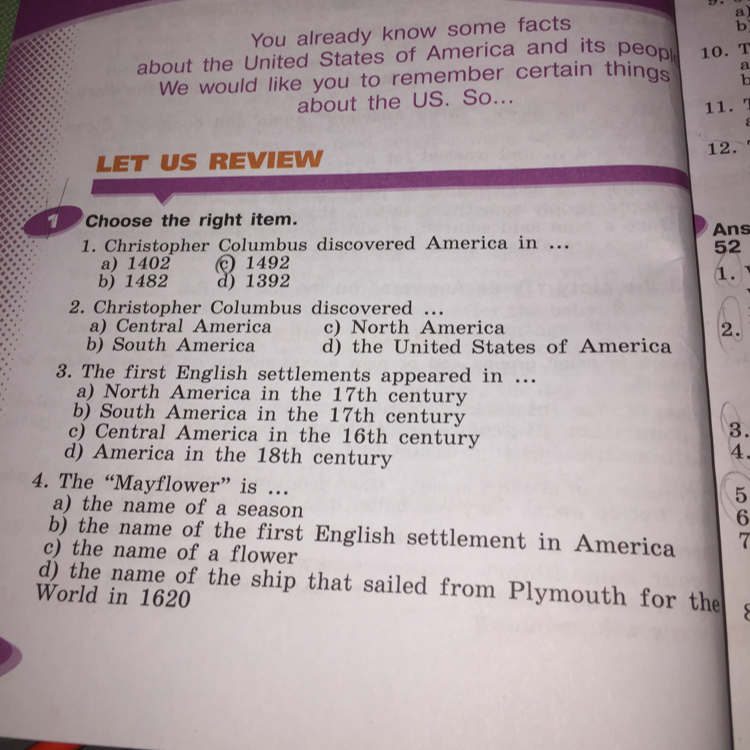 You already know some facts
about the United States of America and its people
We would like you to remember certain things
about the US. So...
LET US REVIEW
1 Choose the right item.
1. Christopher Columbus discovered America in ...
a) 1402 c) 1492
b) 1482 d) 1392
2. Christopher Columbus discovered ...
a) Central America c) North America
b) South America d) the United States of America
3. The first English settlements appeared in ...
a) North America in the 17th century
b) South America in the 17th century
c) Central America in the 16th century
d) America in the 18th century
4. The “Mayflower” is ...
a) the name of a season
b) the name of the first English settlement in America
c) the name of a flower
d) the name of the ship that sailed from Plymouth for the
World in 1620
a)
b)
10. T
a
b
11.
12.
Ans
52
1.
2.
3.
4.
5
6
7
8